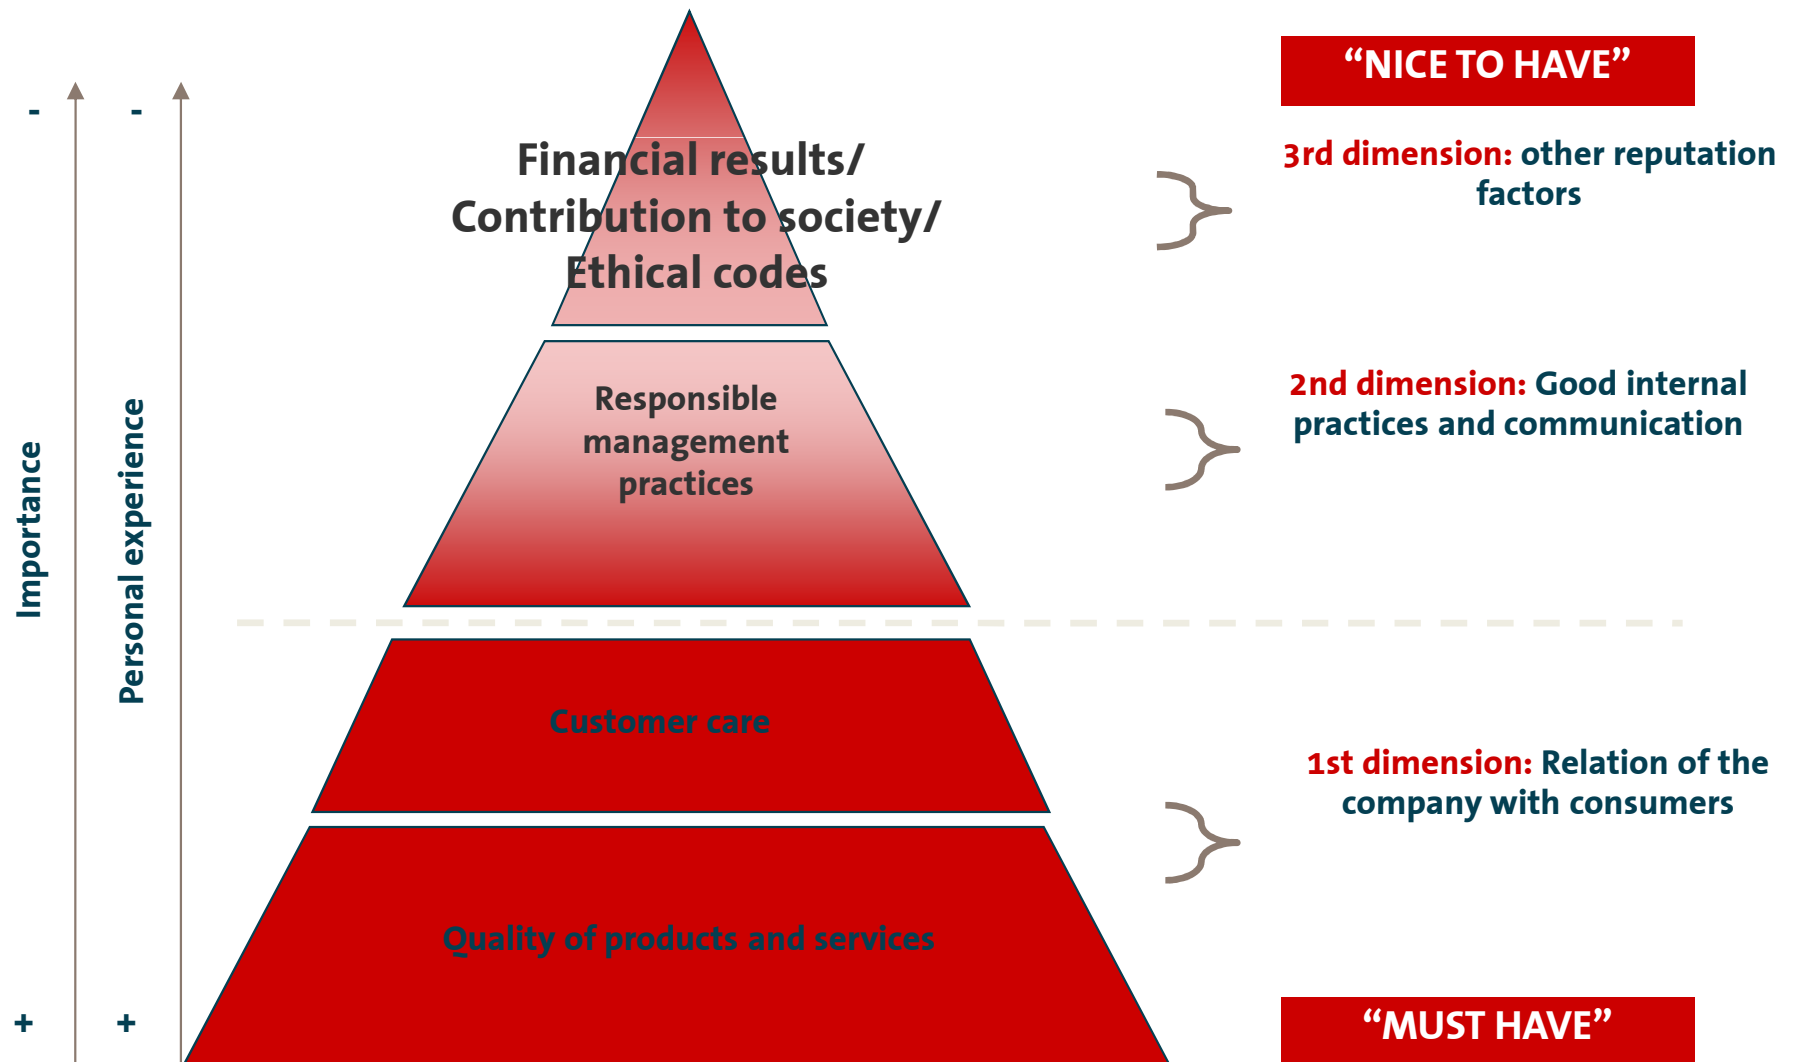 “NICE TO HAVE”
-
-
3rd dimension: other reputation
factors
Financial results/
Contribution to society/
Ethical codes
2nd dimension: Good internal
practices and communication
Responsible
management
practices
Importance
Personal experience
Customer care
1st dimension: Relation of the
company with consumers
Quality of products and services
+
+
“MUST HAVE”